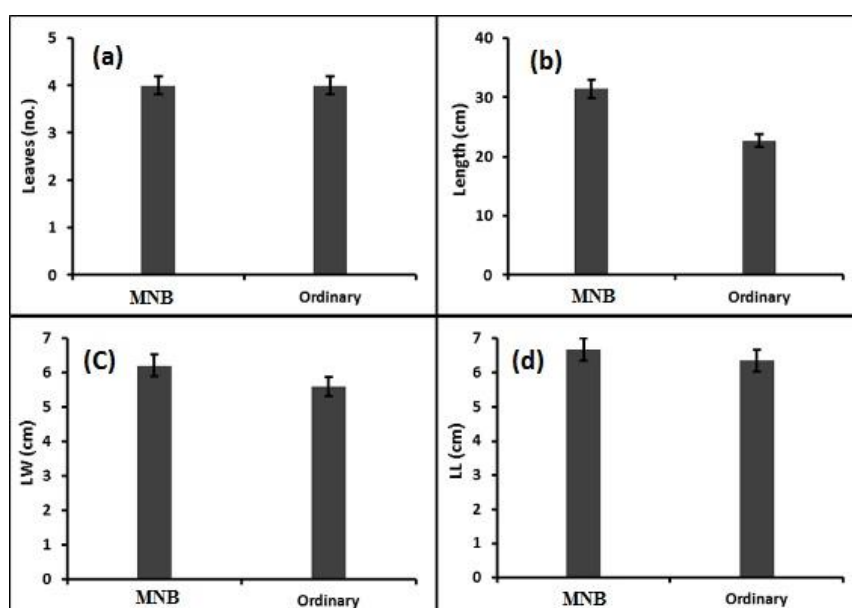 (a)
Leaves (no.)
5
4
3
2
1
0
MNB Ordinary
(b)
Length (cm)
40
30
20
10
0
MNB Ordinary
(C)
LW (cm)
7
6
5
4
3
2
1
0
MNB Ordinary
(d)
LL (cm)
7
6
5
4
3
2
1
0
MNB Ordinary